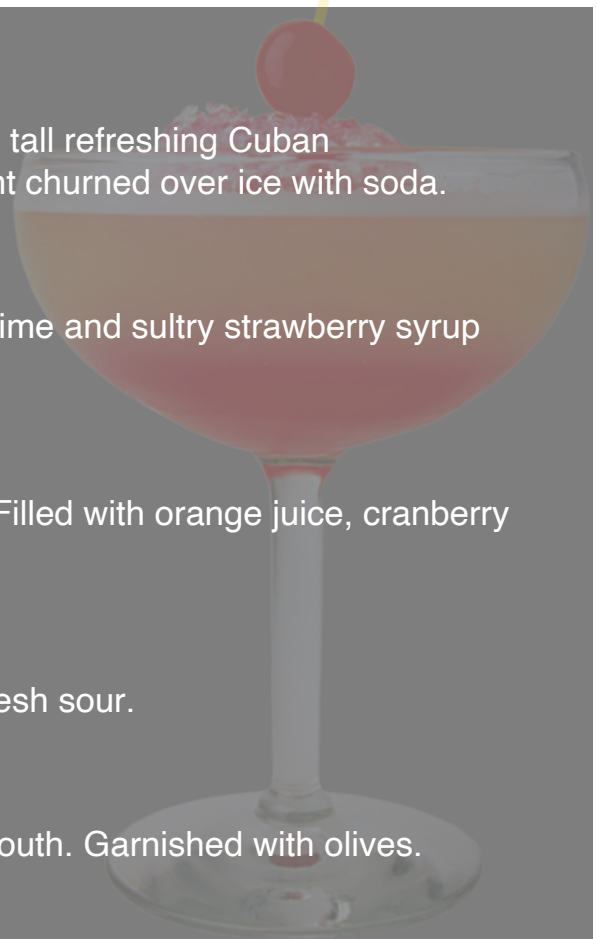 tall refreshing Cuban
nt churned over ice with soda.
ime and sultry strawberry syrup
Filled with orange juice, cranberry
esh sour.
outh. Garnished with olives.